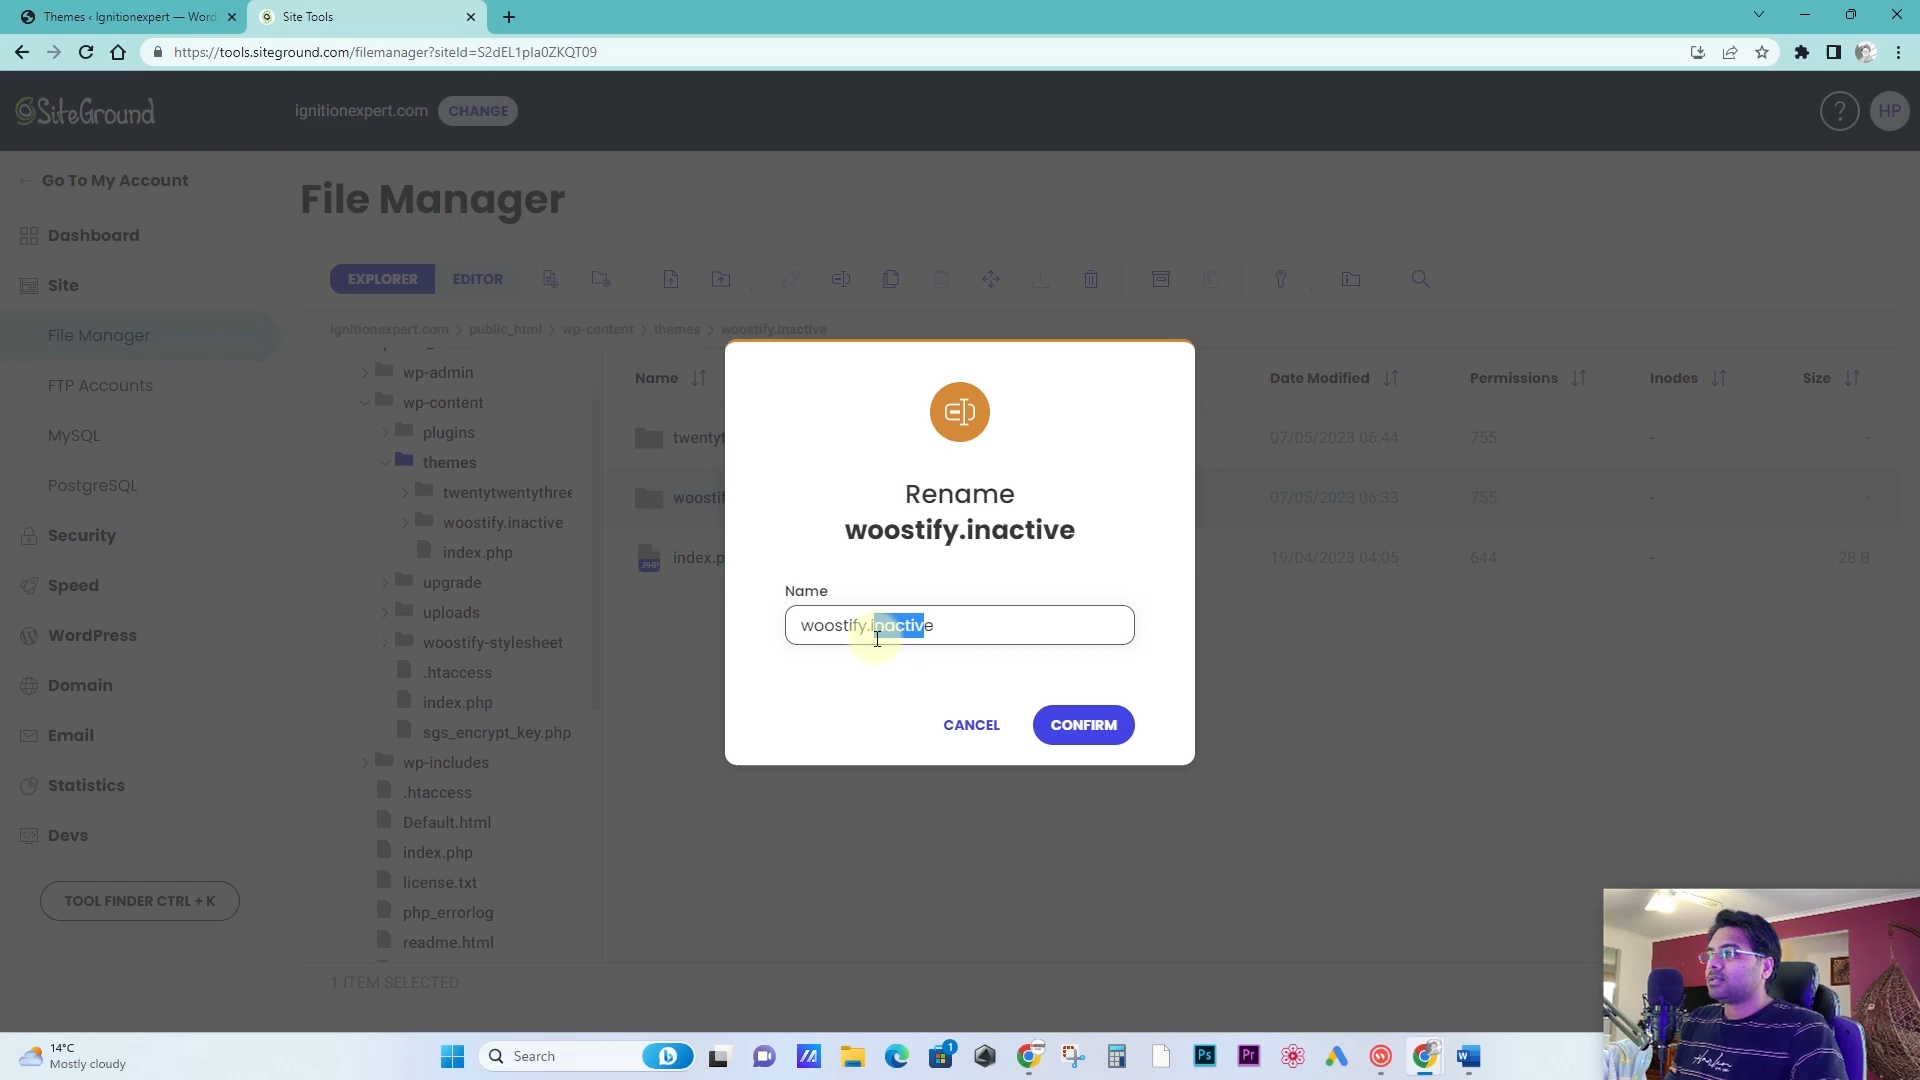 Themes ‹ Ignitionexpert — Word
Site Tools
https://tools.siteground.com/filemanager?siteId=S2dEL1pIa0ZKQT09
SiteGround
ignitionexpert.com
CHANGE
?
HP
Go To My Account
Dashboard
Site
File Manager
FTP Accounts
MySQL
PostgreSQL
Security
Speed
WordPress
Domain
Email
Statistics
Devs
TOOL FINDER CTRL + K
File Manager
EXPLORER
EDITOR
ignitionexpert.com > public_html > wp-content > themes > woostify.inactive
wp-admin
wp-content
plugins
themes
twentytwentythree
woostify.inactive
index.php
upgrade
uploads
woostify-stylesheet
.htaccess
index.php
sgs_encrypt_key.php
wp-includes
.htaccess
Default.html
index.php
license.txt
php_errorlog
readme.html
Name
Date Modified
Permissions
Inodes
Size
07/05/2023 06:44
755
-
-
07/05/2023 06:33
755
-
-
PHP
19/04/2023 04:05
644
-
28 B
1 ITEM SELECTED
Rename
woostify.inactive
Name
woostify.inactive
CANCEL
CONFIRM
14°C
Mostly cloudy
Search
1
Ps
Pr
W